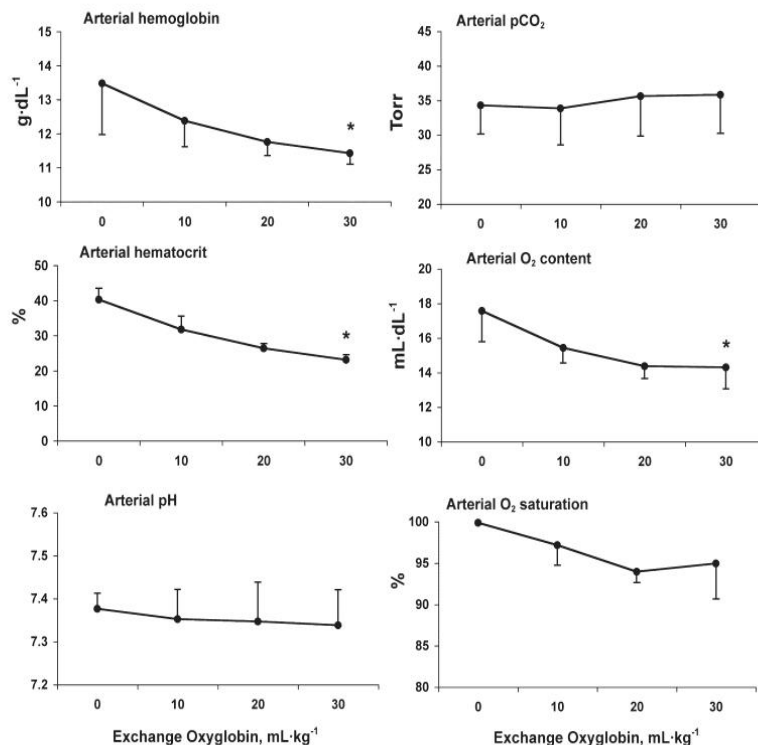 Arterial hemoglobin
g·dL⁻¹
14
13
12
11
10
*
0 10 20 30
Arterial pCO₂
Torr
45
40
35
30
25
20
0 10 20 30
Arterial hematocrit
%
50
40
30
20
10
0
*
0 10 20 30
Arterial O₂ content
mL·dL⁻¹
18
16
14
12
10
*
0 10 20 30
Arterial pH
7.6
7.5
7.4
7.3
7.2
0 10 20 30
Exchange Oxyglobin, mL·kg⁻¹
Arterial O₂ saturation
%
100
95
90
85
80
0 10 20 30
Exchange Oxyglobin, mL·kg⁻¹